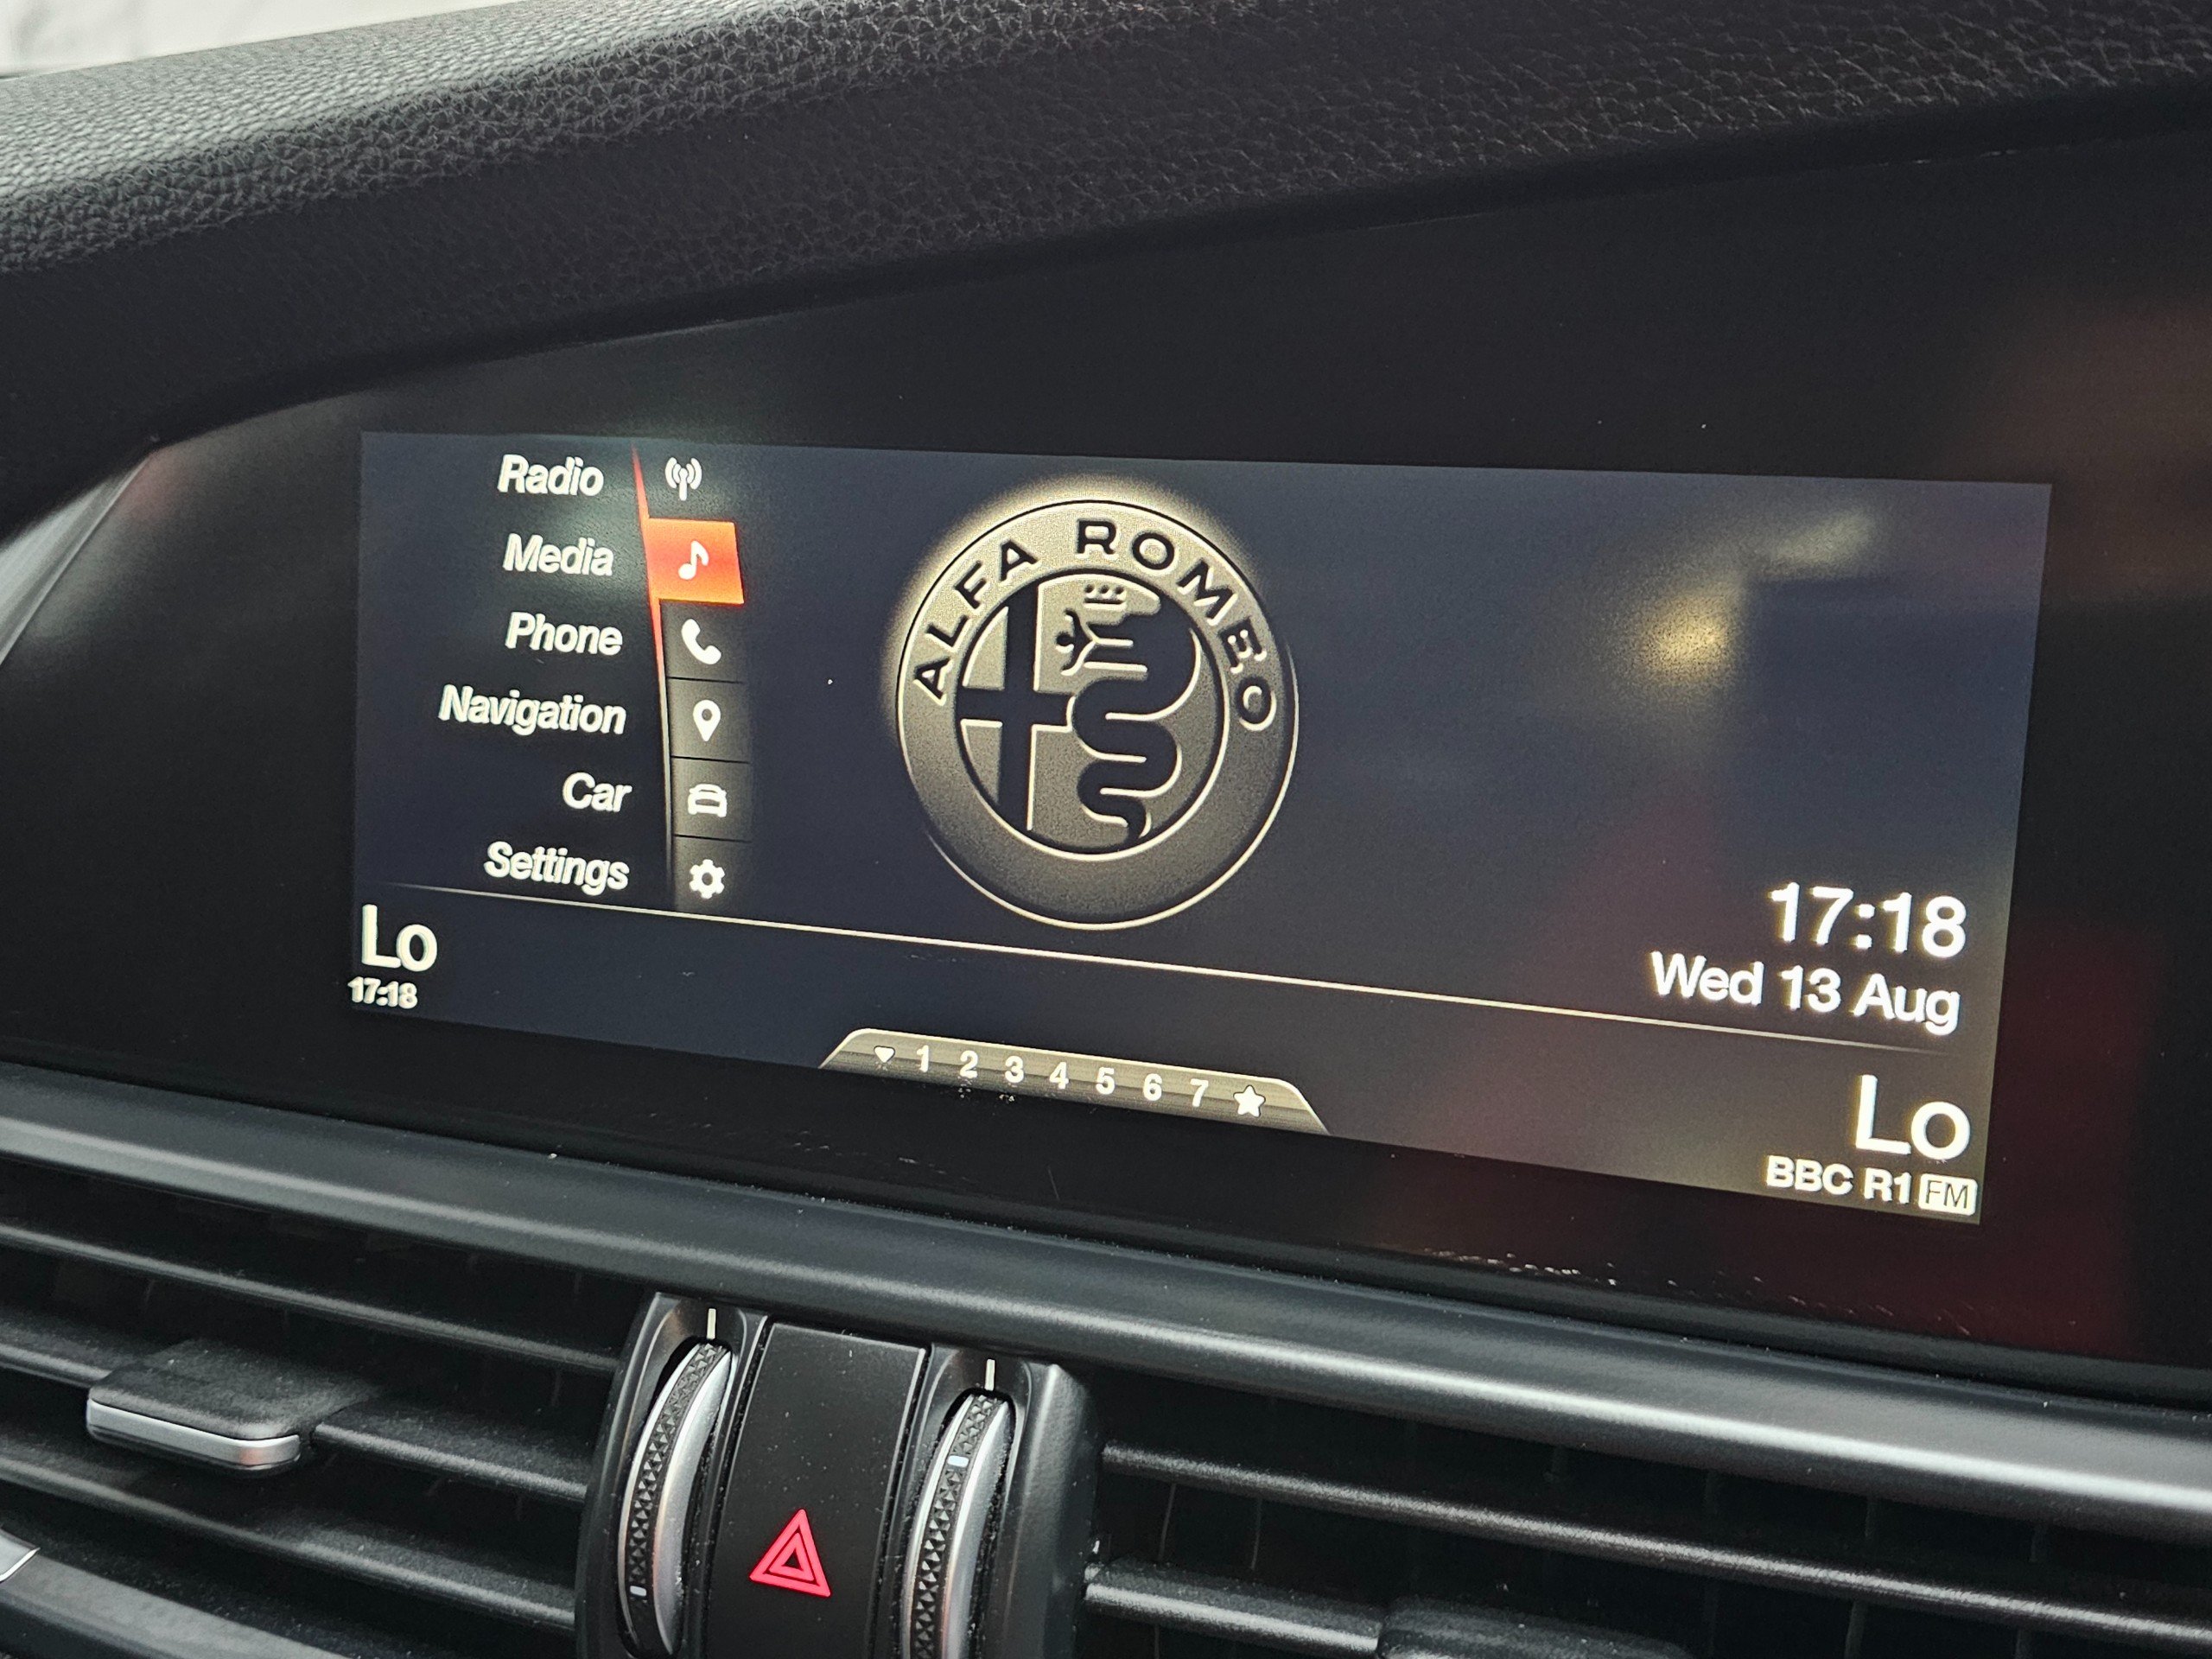 Radio
Media
Phone
Navigation
Car
Settings
ALFA ROMEO
17:18
Wed 13 Aug
Lo
17:18
1 2 3 4 5 6 7
Lo
BBC R1 FM